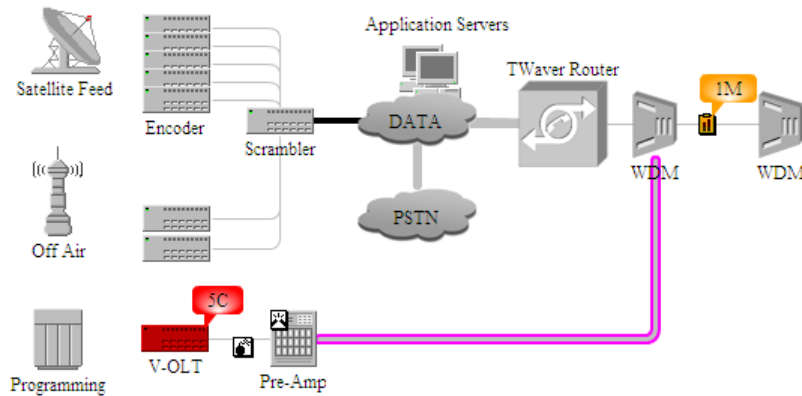 Application Servers
TWaver Router
1M
Satellite Feed
Encoder
DATA
Scrambler
WDM
WDM
PSTN
Off Air
5C
V-OLT
Pre-Amp
Programming